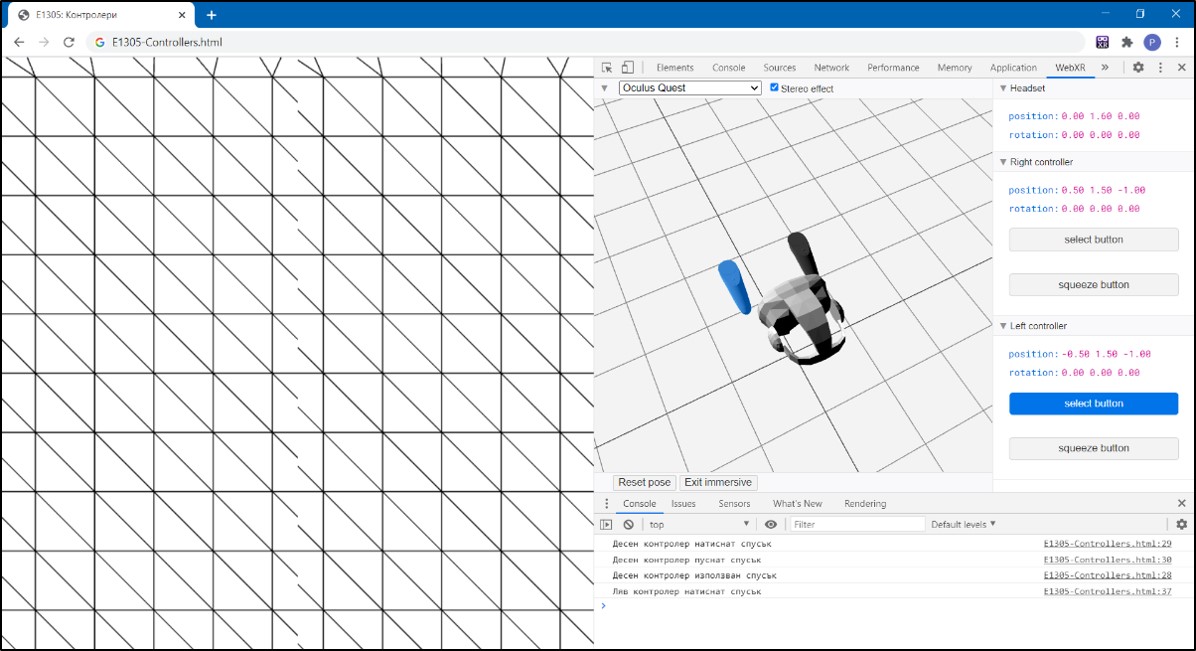 E1305: Контролери
E1305-Controllers.html
P
Elements Console Sources Network Performance Memory Application WebXR »
Oculus Quest Stereo effect
Headset
position: 0.00 1.60 0.00
rotation: 0.00 0.00 0.00
Right controller
position: 0.50 1.50 -1.00
rotation: 0.00 0.00 0.00
select button
squeeze button
Left controller
position: -0.50 1.50 -1.00
rotation: 0.00 0.00 0.00
select button
squeeze button
Reset pose Exit immersive
Console Issues Sensors What's New Rendering
top Filter Default levels
Десен контролер натиснат спусък E1305-Controllers.html:29
Десен контролер пуснат спусък E1305-Controllers.html:30
Десен контролер използван спусък E1305-Controllers.html:28
Ляв контролер натиснат спусък E1305-Controllers.html:37